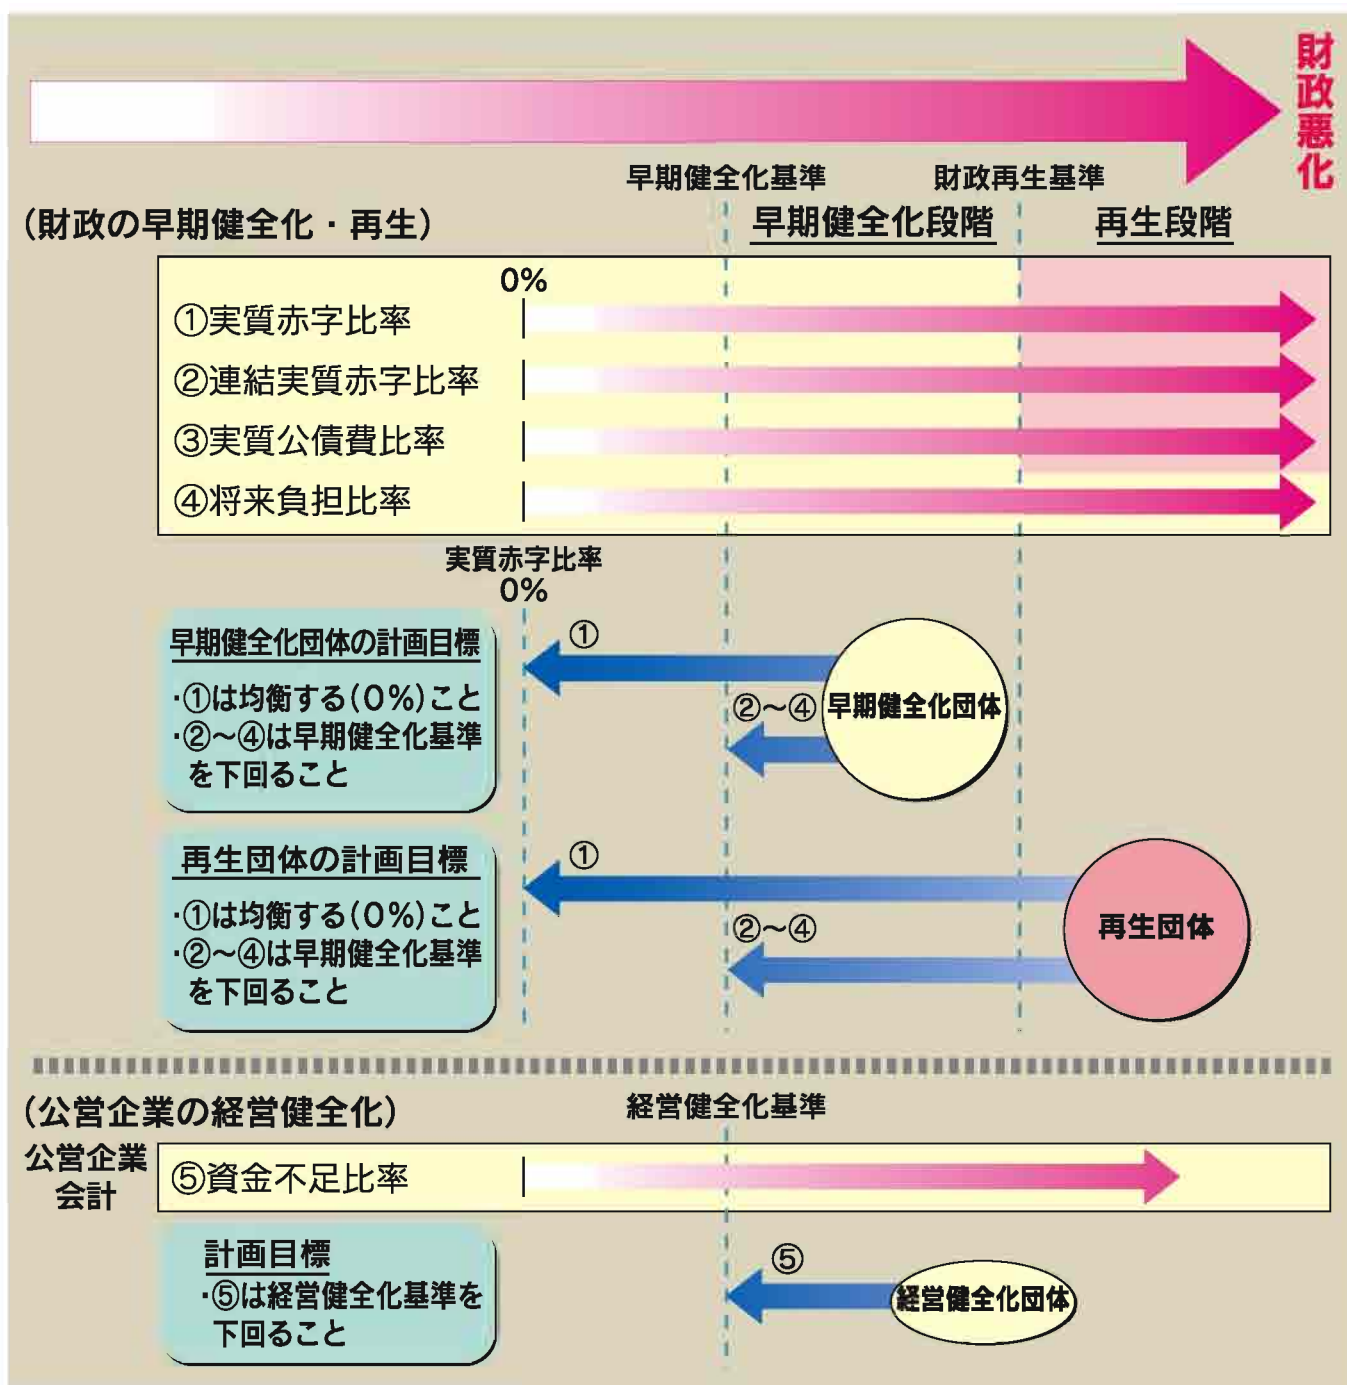 財政悪化
早期健全化基準
財政再生基準
(財政の早期健全化・再生)
早期健全化段階
再生段階
0%
①実質赤字比率
②連結実質赤字比率
③実質公債費比率
④将来負担比率
実質赤字比率
0%
早期健全化団体の計画目標
・①は均衡する(0%)こと
・②~④は早期健全化基準
を下回ること
①
②~④
早期健全化団体
再生団体の計画目標
・①は均衡する(0%)こと
・②~④は早期健全化基準
を下回ること
①
②~④
再生団体
(公営企業の経営健全化)
経営健全化基準
公営企業
会計
⑤資金不足比率
計画目標
・⑤は経営健全化基準を
下回ること
⑤
経営健全化団体